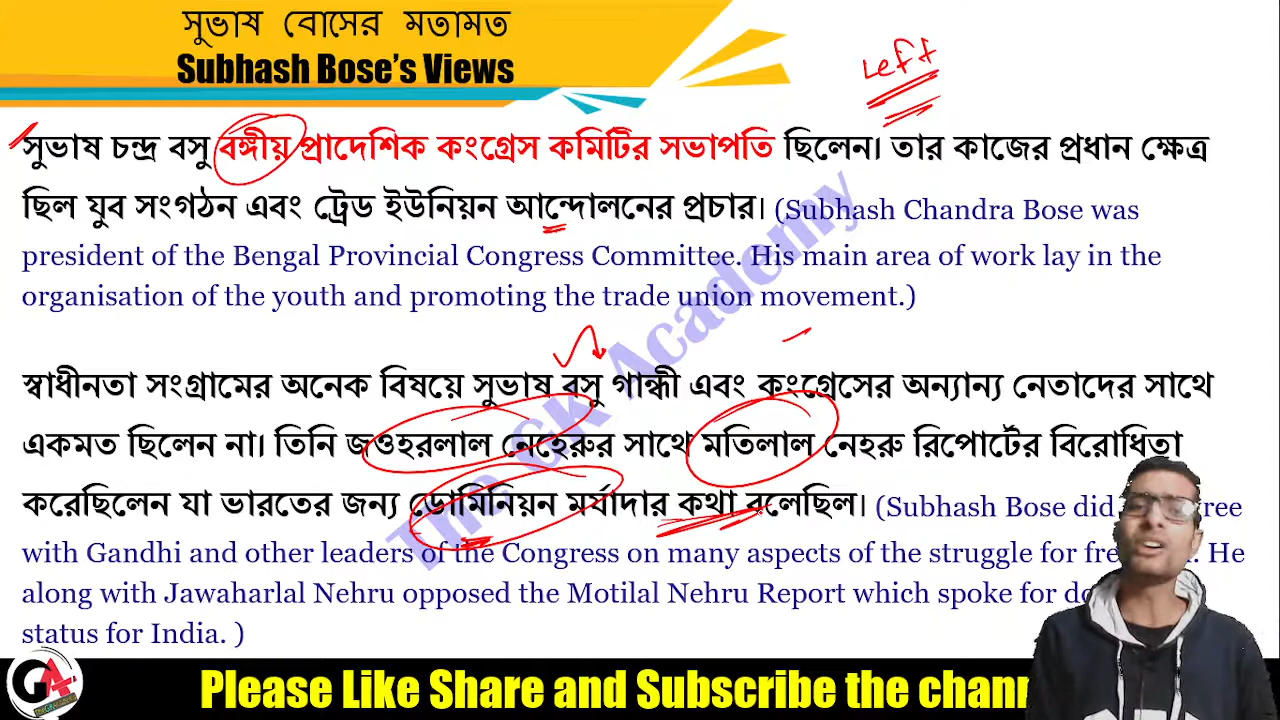 সুভাষ বোসের মতামত
Subhash Bose's Views
Left
সুভাষ চন্দ্র বসু বঙ্গীয় প্রাদেশিক কংগ্রেস কমিটির সভাপতি ছিলেন। তার কাজের প্রধান ক্ষেত্র
ছিল যুব সংগঠন এবং ট্রেড ইউনিয়ন আন্দোলনের প্রচার। (Subhash Chandra Bose was
president of the Bengal Provincial Congress Committee. His main area of work lay in the
organisation of the youth and promoting the trade union movement.)
স্বাধীনতা সংগ্রামের অনেক বিষয়ে সুভাষ বসু গান্ধী এবং কংগ্রেসের অন্যান্য নেতাদের সাথে
একমত ছিলেন না। তিনি জওহরলাল নেহেরুর সাথে মতিলাল নেহরু রিপোর্টের বিরোধিতা
করেছিলেন যা ভারতের জন্য ডোমিনিয়ন মর্যাদার কথা বলেছিল। (Subhash Bose did
with Gandhi and other leaders of the Congress on many aspects of the struggle for He
along with Jawaharlal Nehru opposed the Motilal Nehru Report which spoke for
status for India. )
The GK Academy
GA
Please Like Share and Subscribe the